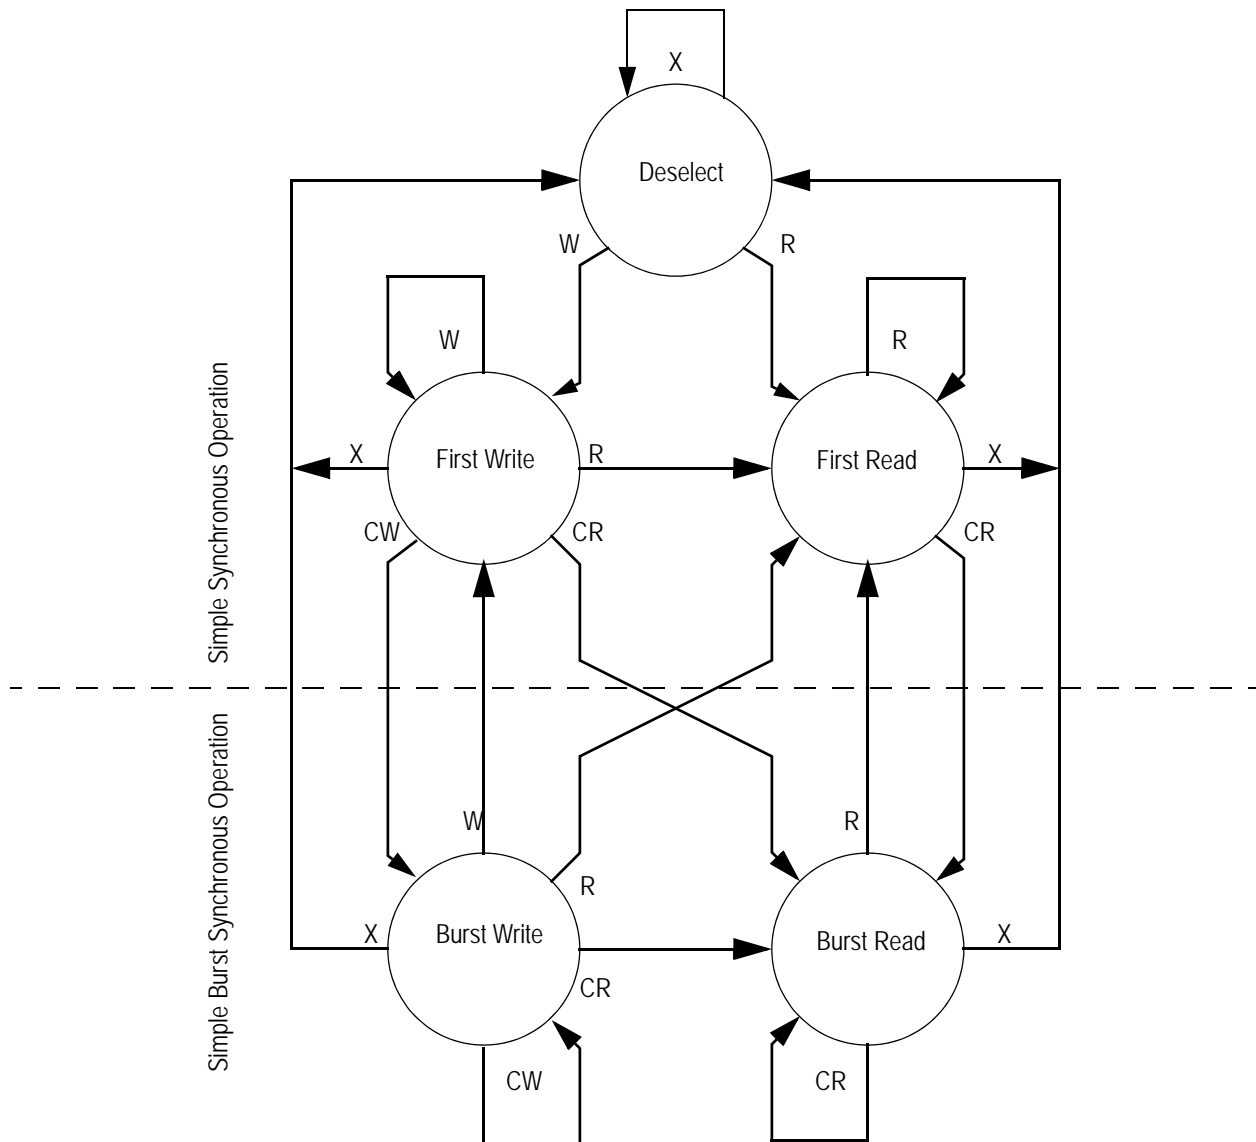 X
Deselect
W
R
W
R
Simple Synchronous Operation
X
First Write
R
First Read
X
CW
CR
CR
Simple Burst Synchronous Operation
W
R
R
X
Burst Write
Burst Read
X
CR
CW
CR